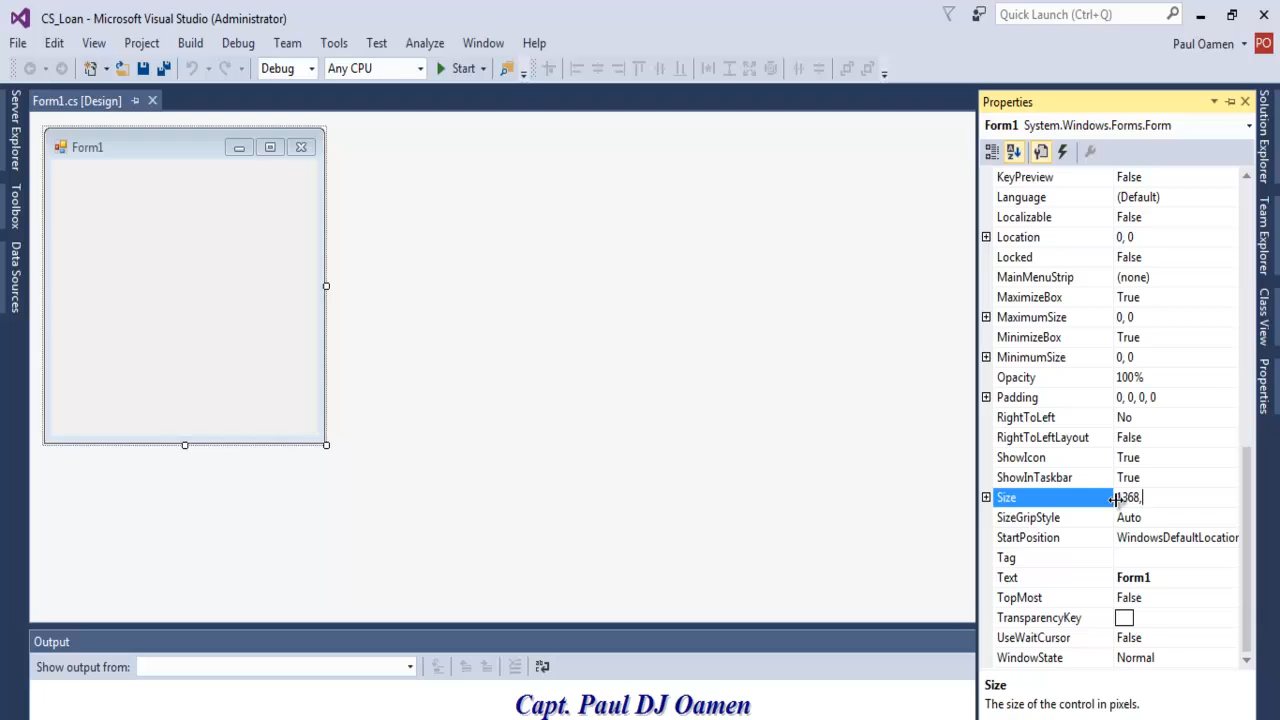 CS_Loan - Microsoft Visual Studio (Administrator)
Quick Launch (Ctrl+Q)
File Edit View Project Build Debug Team Tools Test Analyze Window Help
Paul Oamen PO
Debug Any CPU Start
Form1.cs [Design]
Server Explorer
Toolbox
Data Sources
Form1
Properties
Form1 System.Windows.Forms.Form
KeyPreview False
Language (Default)
Localizable False
Location 0, 0
Locked False
MainMenuStrip (none)
MaximizeBox True
MaximumSize 0, 0
MinimizeBox True
MinimumSize 0, 0
Opacity 100%
Padding 0, 0, 0, 0
RightToLeft No
RightToLeftLayout False
ShowIcon True
ShowInTaskbar True
Size
SizeGripStyle Auto
StartPosition WindowsDefaultLocation
Tag
Text Form1
TopMost False
TransparencyKey
UseWaitCursor False
WindowState Normal
Size
The size of the control in pixels.
Solution Explorer
Team Explorer
Class View
Properties
Output
Show output from:
Capt. Paul DJ Oamen